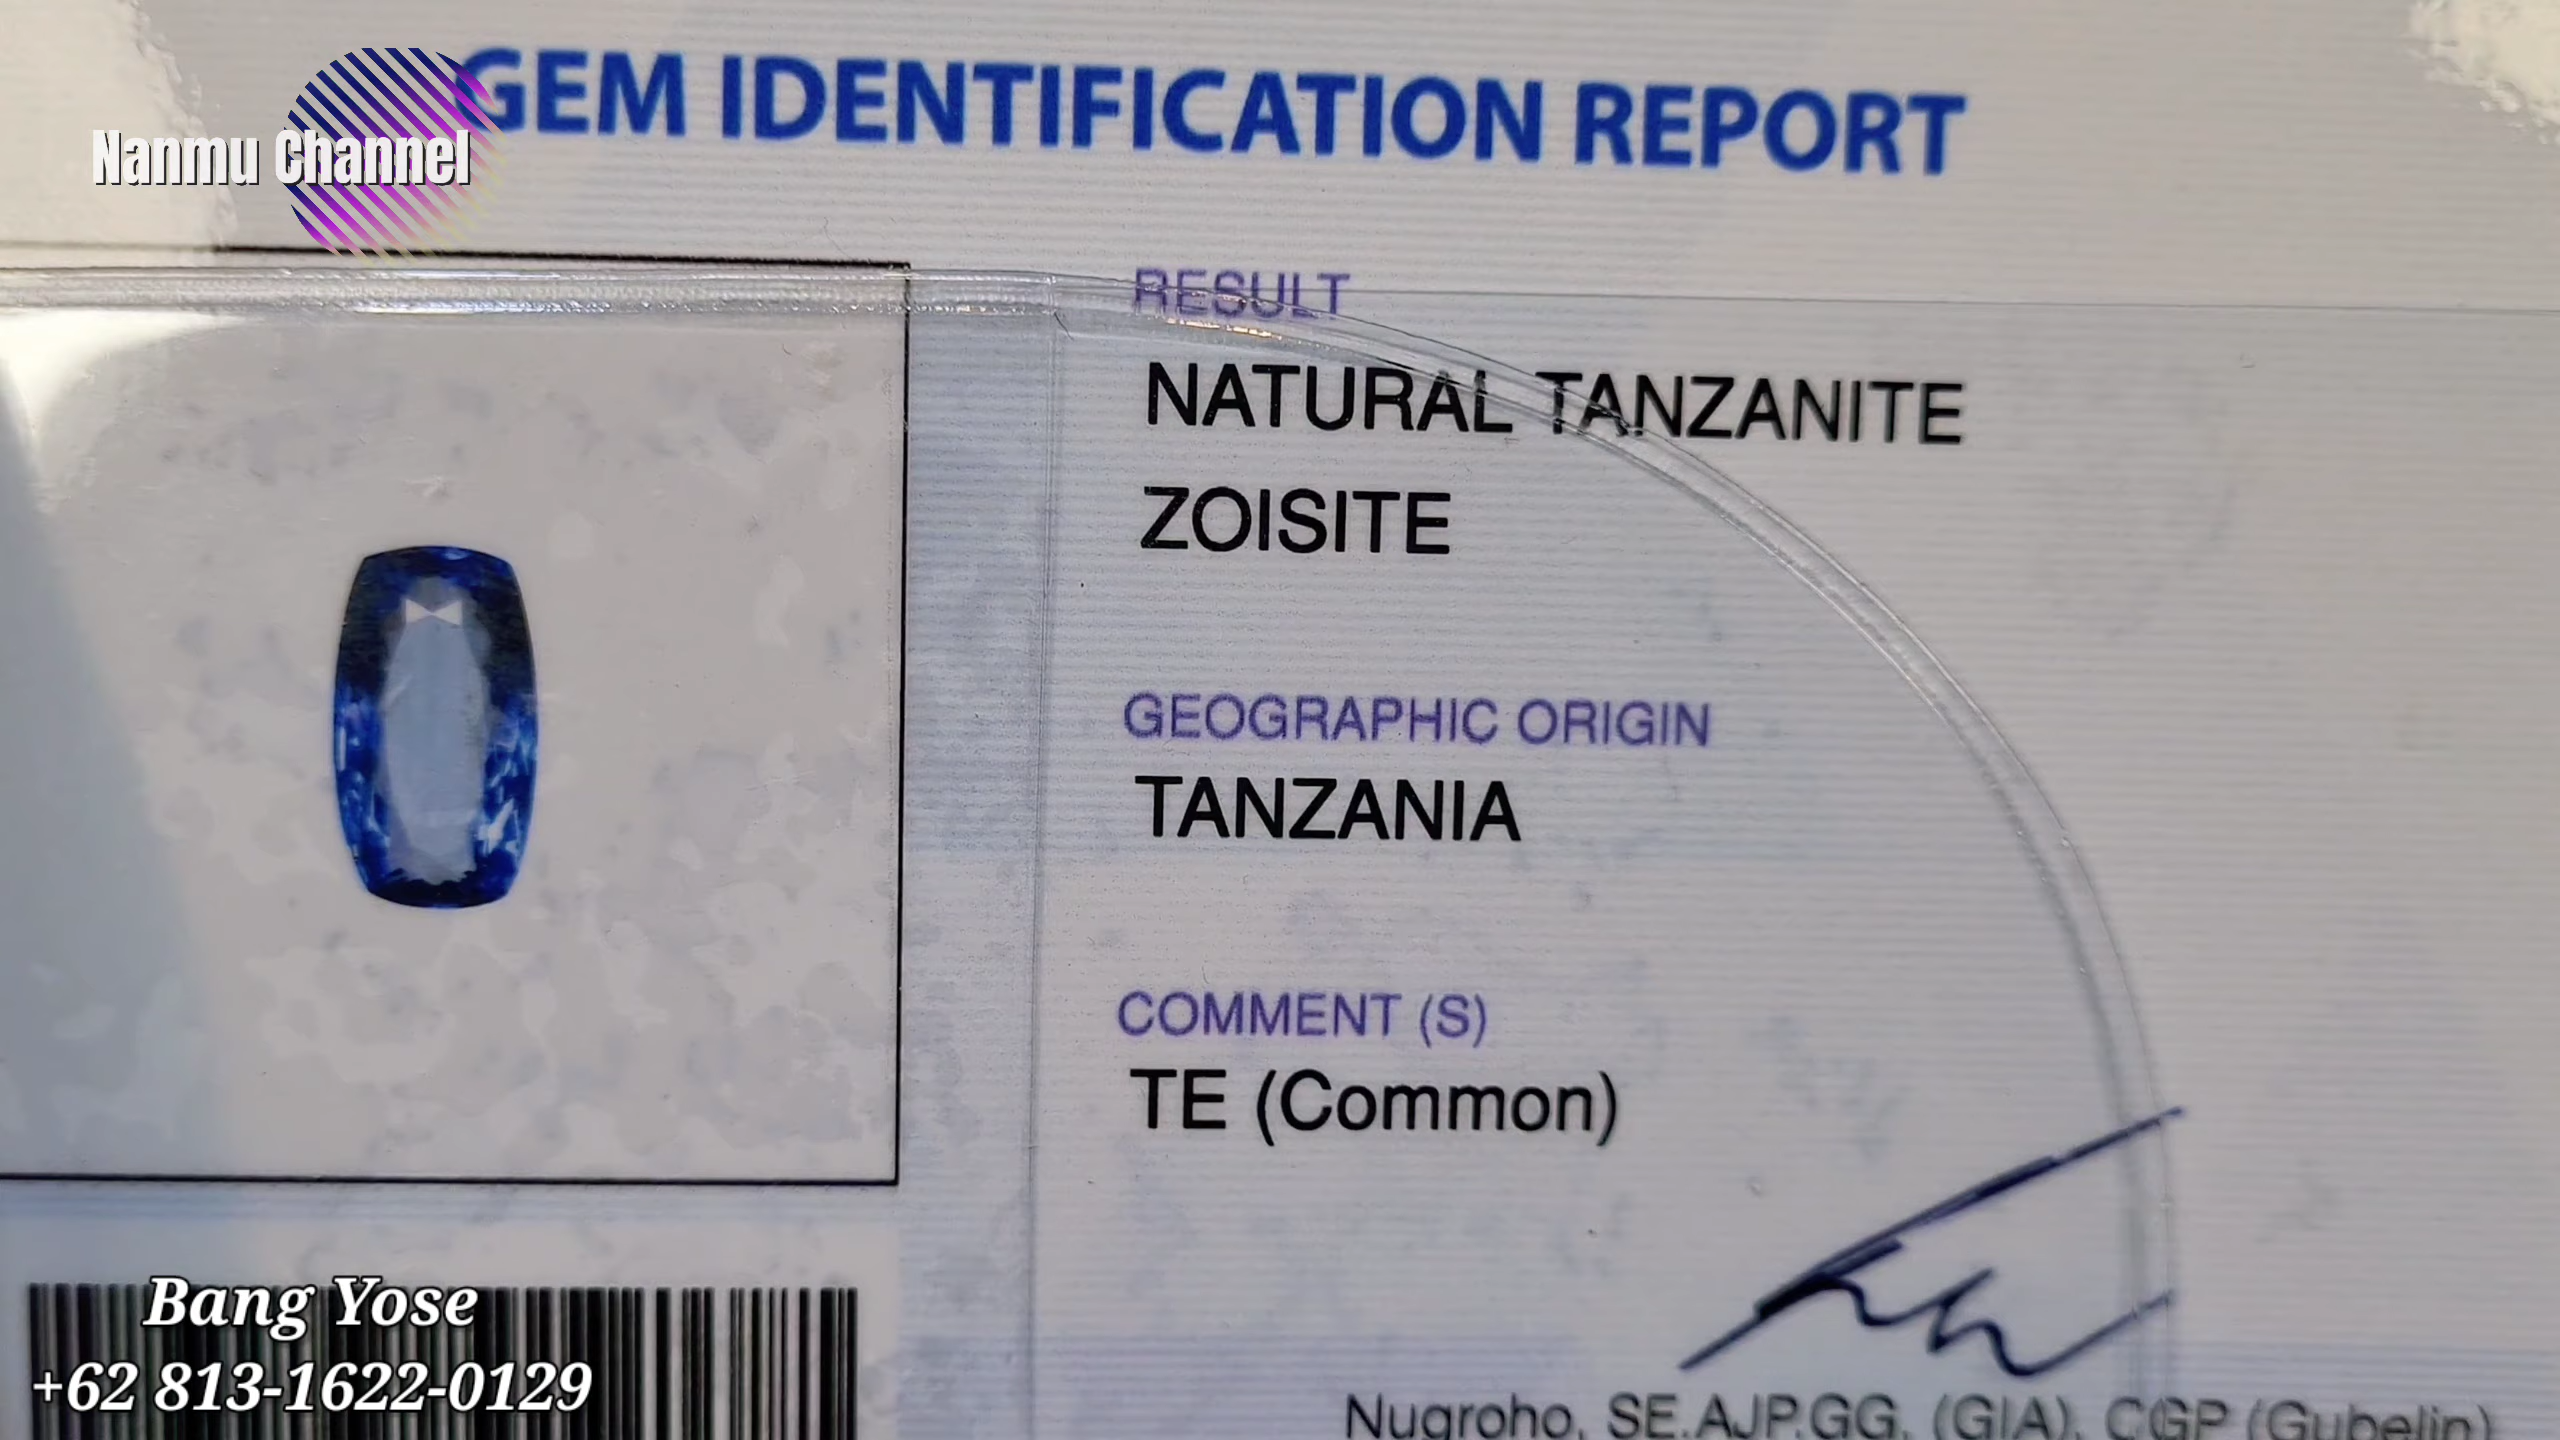 GEM IDENTIFICATION REPORT
Nanmu Channel
RESULT
NATURAL TANZANITE
ZOISITE
GEOGRAPHIC ORIGIN
TANZANIA
COMMENT (S)
TE (Common)
Bang Yose
+62 813-1622-0129
Nugroho, SE.AJP.GG, (GIA), CGP (Gubelin)